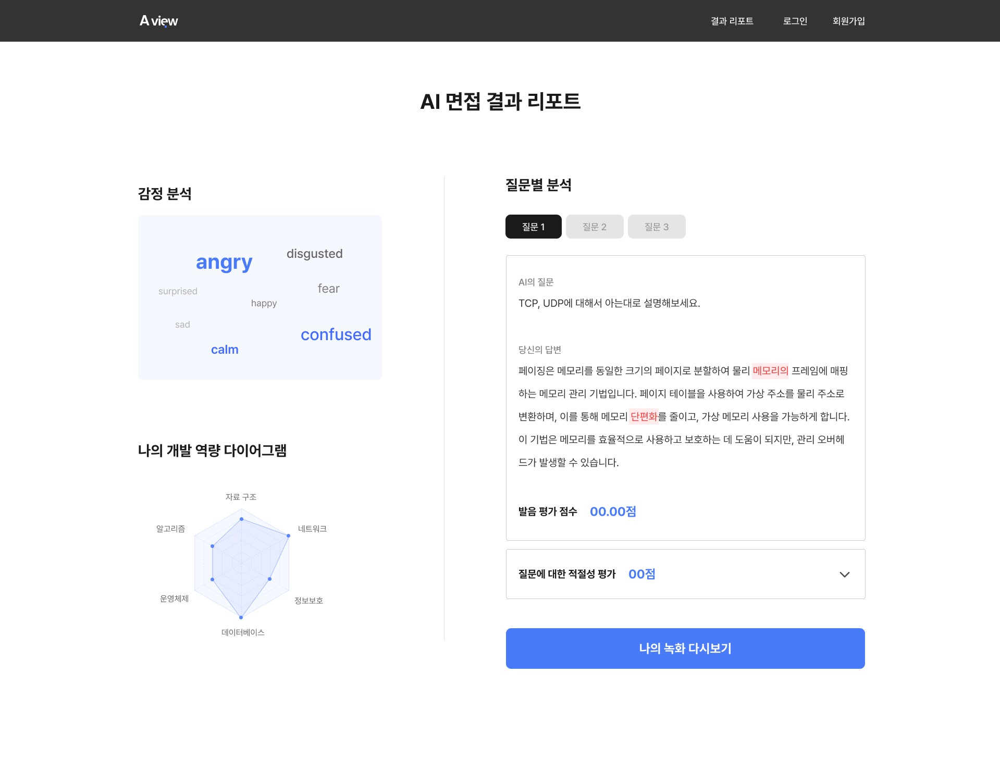 A view
결과 리포트
로그인
회원가입
AI 면접 결과 리포트
감정 분석
angry
disgusted
surprised
fear
happy
sad
confused
calm
나의 개발 역량 다이어그램
자료 구조
알고리즘
네트워크
운영체제
정보보호
데이터베이스
질문별 분석
질문 1
질문 2
질문 3
AI의 질문
TCP, UDP에 대해서 아는대로 설명해보세요.
당신의 답변
페이징은 메모리를 동일한 크기의 페이지로 분할하여 물리 메모리의 프레임에 매핑
하는 메모리 관리 기법입니다. 페이지 테이블을 사용하여 가상 주소를 물리 주소로
변환하며, 이를 통해 메모리 단편화를 줄이고, 가상 메모리 사용을 가능하게 합니다.
이 기법은 메모리를 효율적으로 사용하고 보호하는 데 도움이 되지만, 관리 오버헤
드가 발생할 수 있습니다.
발음 평가 점수 00.00점
질문에 대한 적절성 평가 00점
나의 녹화 다시보기